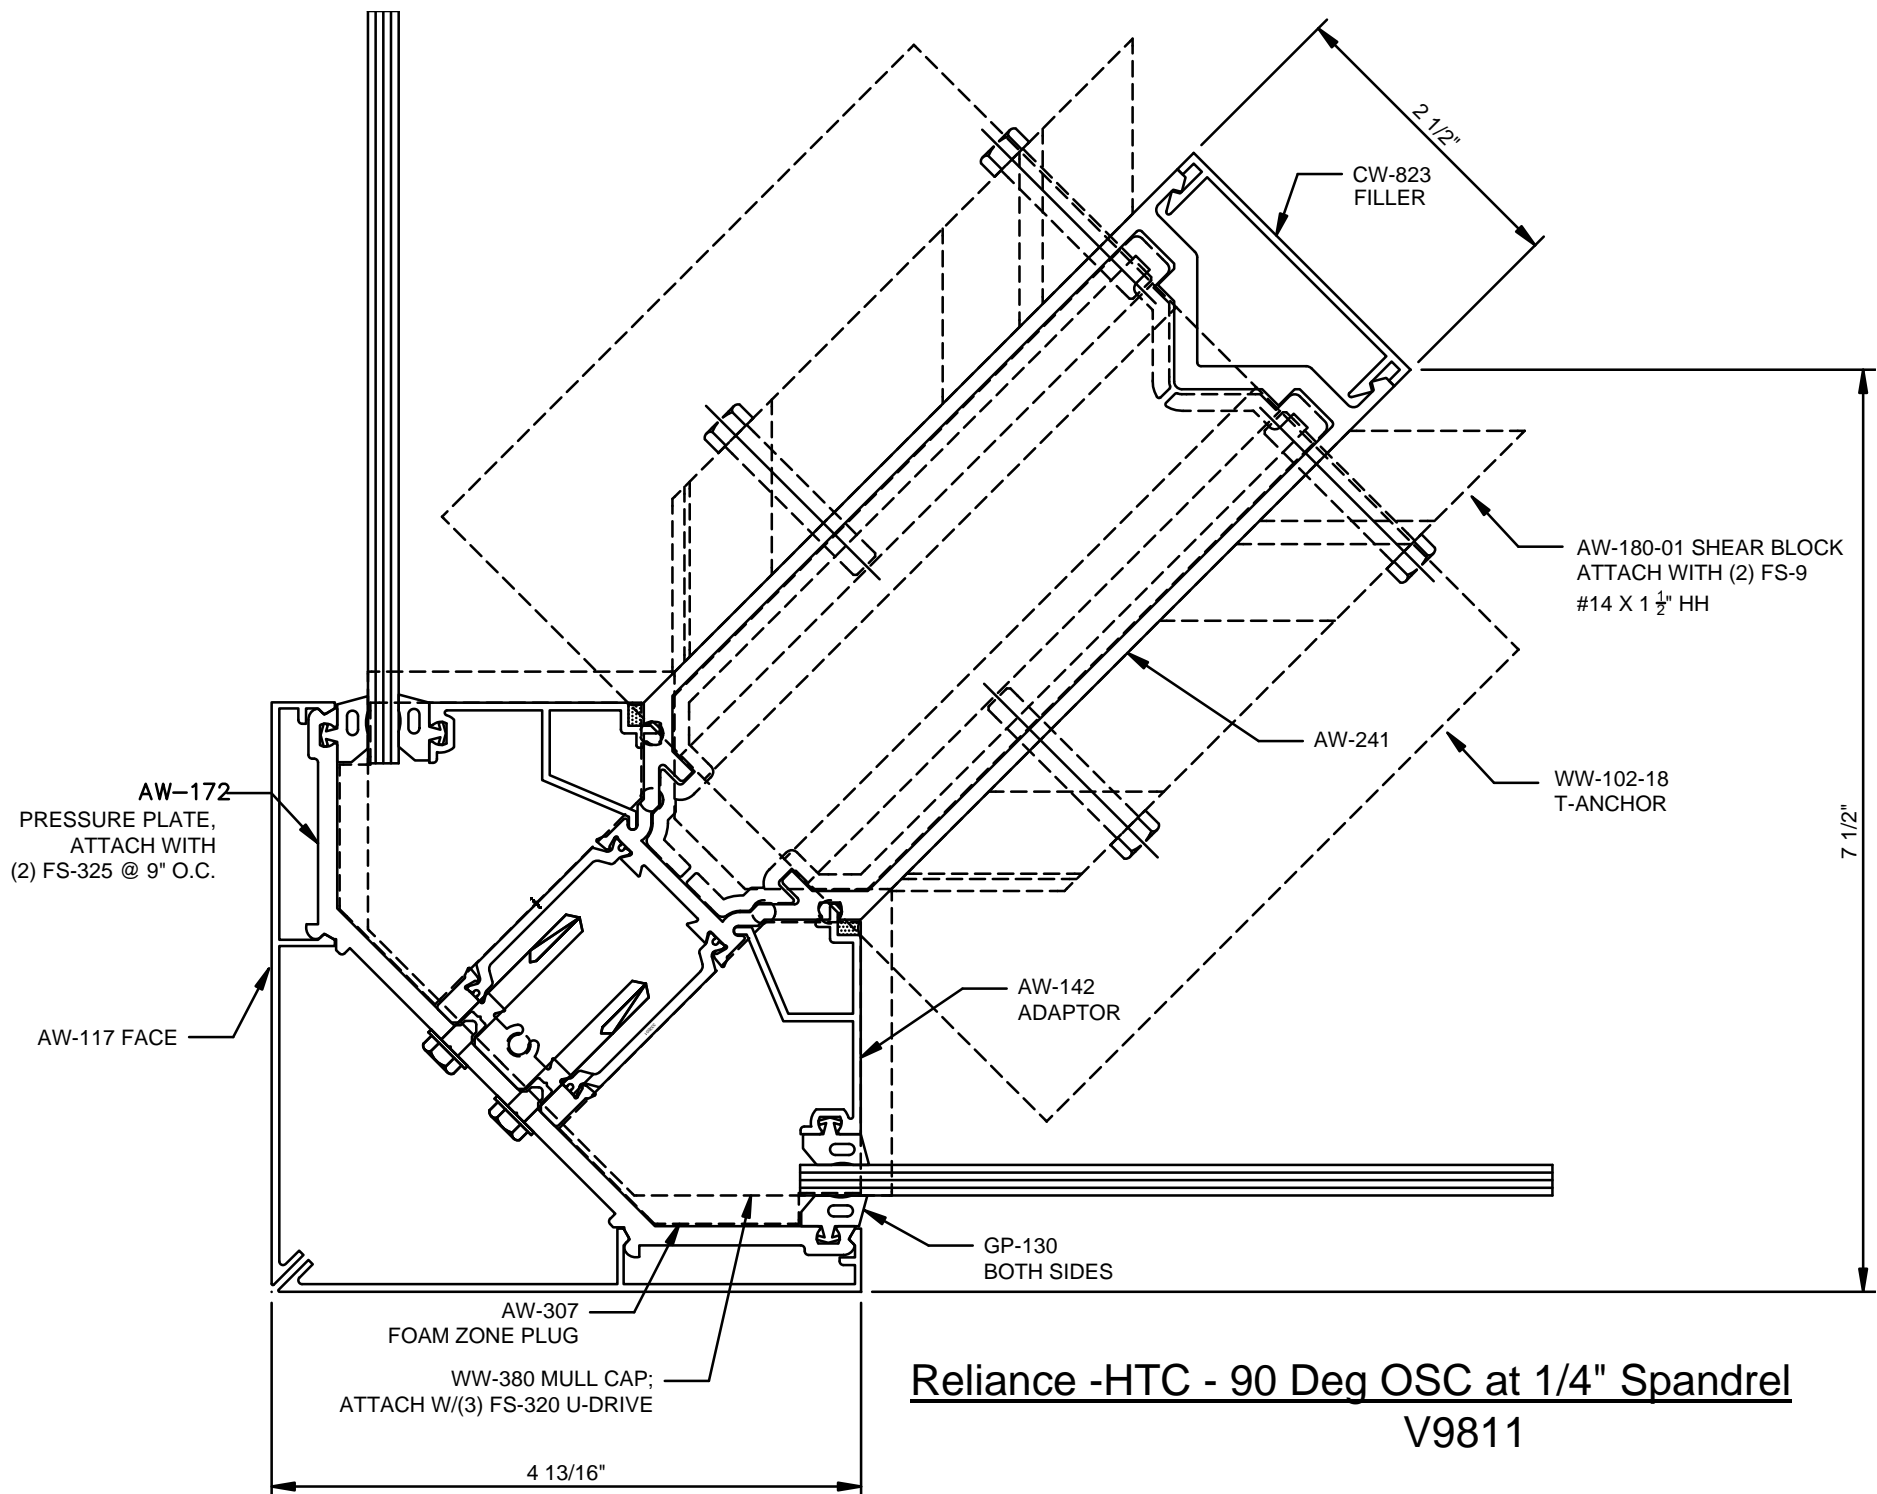 2 1/2"
CW-823
FILLER
AW-180-01 SHEAR BLOCK
ATTACH WITH (2) FS-9
#14 X 1 1/2" HH
AW-241
WW-102-18
T-ANCHOR
AW-172
PRESSURE PLATE,
ATTACH WITH
(2) FS-325 @ 9" O.C.
7 1/2"
AW-142
ADAPTOR
AW-117 FACE
GP-130
BOTH SIDES
AW-307
FOAM ZONE PLUG
WW-380 MULL CAP;
ATTACH W/(3) FS-320 U-DRIVE
Reliance -HTC - 90 Deg OSC at 1/4" Spandrel
V9811
4 13/16"